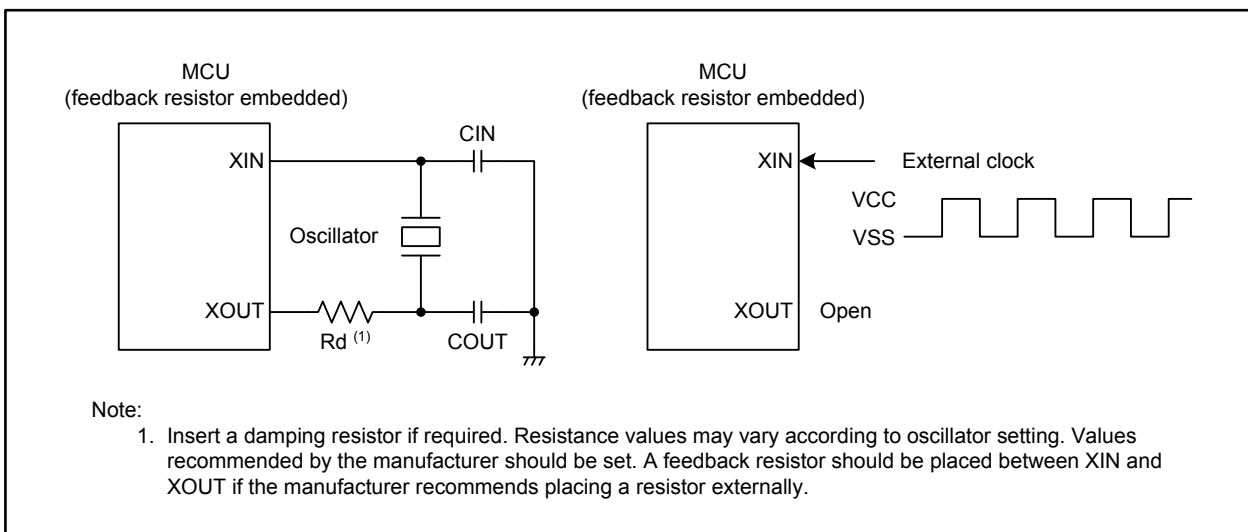 MCU
(feedback resistor embedded)
XIN
CIN
Oscillator
XOUT
Rd (1)
COUT
MCU
(feedback resistor embedded)
XIN
External clock
VCC
VSS
XOUT
Open
Note:
1. Insert a damping resistor if required. Resistance values may vary according to oscillator setting. Values
recommended by the manufacturer should be set. A feedback resistor should be placed between XIN and
XOUT if the manufacturer recommends placing a resistor externally.